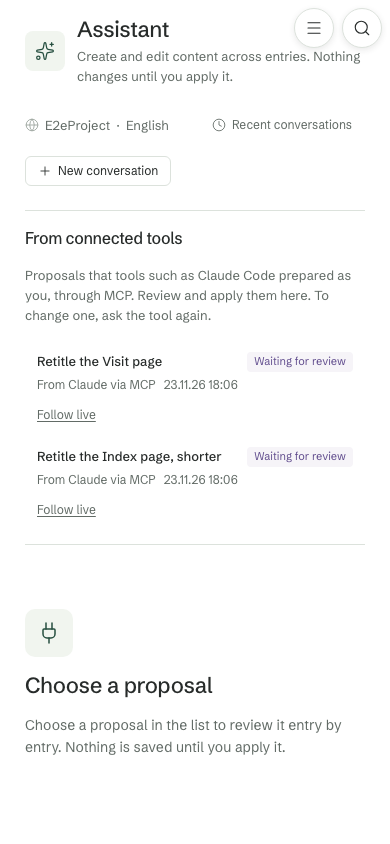 Assistant
Create and edit content across entries. Nothing
changes until you apply it.
E2eProject · English
Recent conversations
New conversation
From connected tools
Proposals that tools such as Claude Code prepared as
you, through MCP. Review and apply them here. To
change one, ask the tool again.
Retitle the Visit page
Waiting for review
From Claude via MCP 23.11.26 18:06
Follow live
Retitle the Index page, shorter
Waiting for review
From Claude via MCP 23.11.26 18:06
Follow live
Choose a proposal
Choose a proposal in the list to review it entry by
entry. Nothing is saved until you apply it.